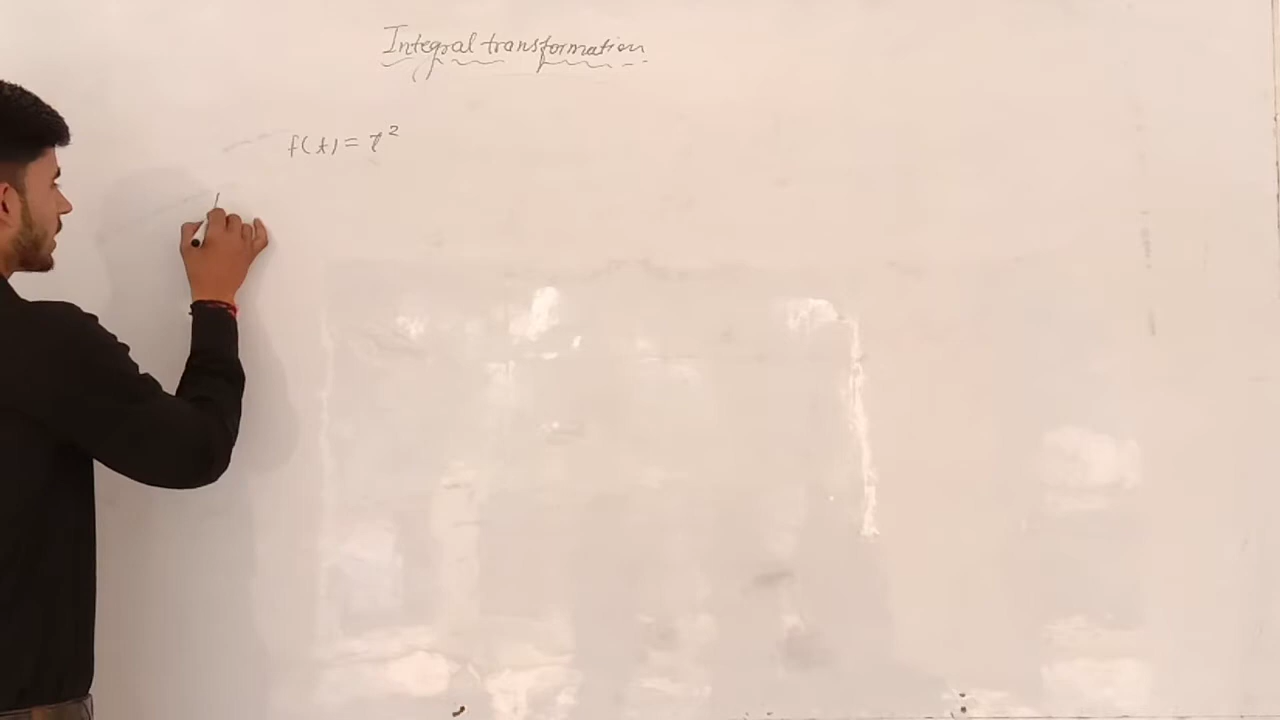 Integral transformation
f(t) = t²